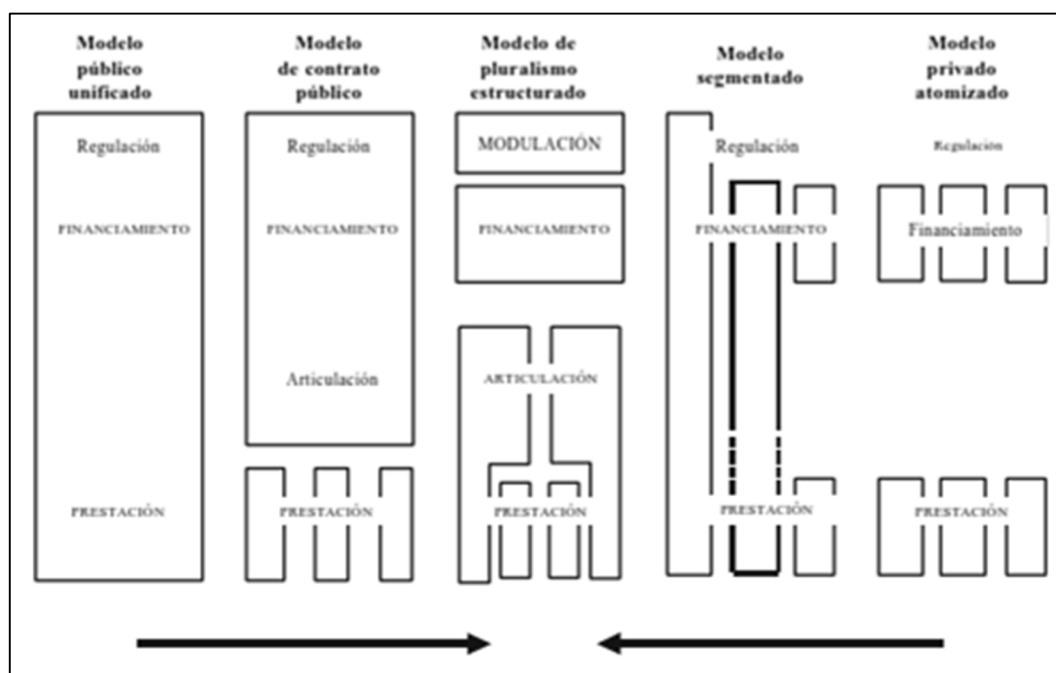 Modelo
público
unificado
Regulación
FINANCIAMIENTO
PRESTACIÓN
Modelo
de contrato
público
Regulación
FINANCIAMIENTO
Articulación
PRESTACIÓN
Modelo de
pluralismo
estructurado
MODULACIÓN
FINANCIAMIENTO
ARTICULACIÓN
PRESTACIÓN
Modelo
segmentado
Regulación
FINANCIAMIENTO
PRESTACIÓN
Modelo
privado
atomizado
Regulación
Financiamiento
PRESTACIÓN